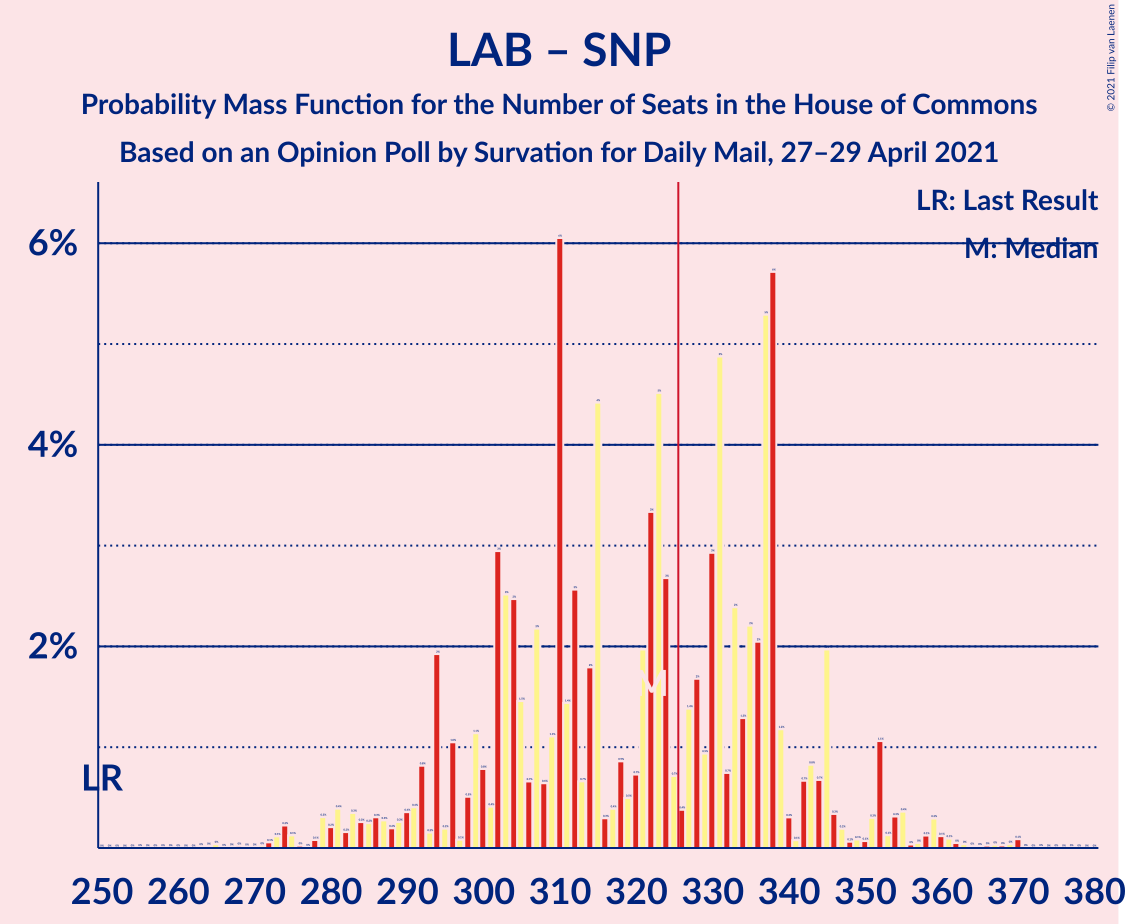 LAB – SNP
Probability Mass Function for the Number of Seats in the House of Commons
Based on an Opinion Poll by Survation for Daily Mail, 27–29 April 2021
© 2021 Filip van Laenen
LR: Last Result
M: Median
6%
4%
2%
M
LR
250 260 270 280 290 300 310 320 330 340 350 360 370 380